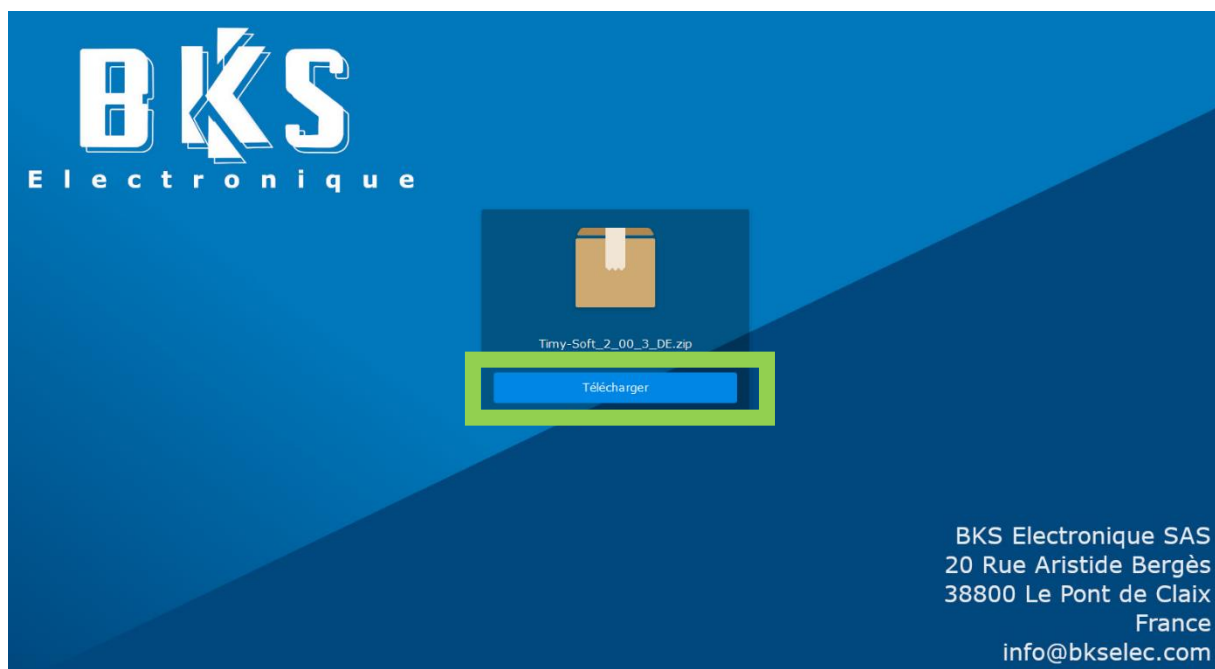 BKS
Electronique
Timy-Soft_2_00_3_DE.zip
Télécharger
BKS Electronique SAS
20 Rue Aristide Bergès
38800 Le Pont de Claix
France
info@bkselec.com